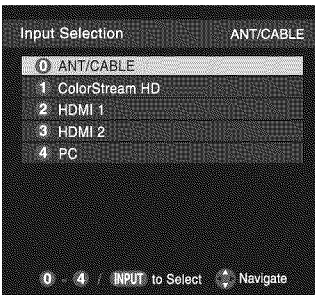 Input Selection ANT/CABLE
0 ANT/CABLE
1 ColorStream HD
2 HDMI 1
3 HDMI 2
4 PC
0 - 4 / INPUT to Select Navigate